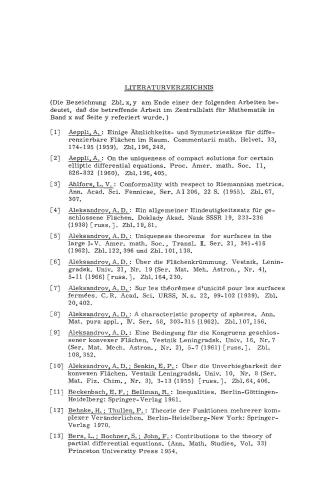 LITERATURVERZEICHNIS
(Die Bezeichnung Zbl. x, y am Ende einer der folgenden Arbeiten be-
deutet, daß die betreffende Arbeit im Zentralblatt für Mathematik in
Band x auf Seite y referiert wurde.)
[1] Aeppli, A.: Einige Ähnlichkeits- und Symmetriesätze für diffe-
renzierbare Flächen im Raum. Commentarii math. Helvet. 33,
174-195 (1959). Zbl. 196, 248.
[2] Aeppli, A.: On the uniqueness of compact solutions for certain
elliptic differential equations. Proc. Amer. math. Soc. 11,
826-832 (1960). Zbl. 196, 405.
[3] Ahlfors, L. V.: Conformality with respect to Riemannian metrics.
Ann. Acad. Sci. Fennicae, Ser. A I 206, 22 S. (1955). Zbl. 67,
307.
[4] Aleksandrov, A. D.: Ein allgemeiner Eindeutigkeitssatz für ge-
schlossene Flächen. Doklady Akad. Nauk SSSR 19, 233-236
(1938) [russ.]. Zbl. 19, 81.
[5] Aleksandrov, A. D.: Uniqueness theorems for surfaces in the
large I-V. Amer. math. Soc., Transl. II. Ser. 21, 341-416
(1962). Zbl. 122, 396 und Zbl. 101, 138.
[6] Aleksandrov, A. D.: Über die Flächenkrümmung. Vestnik, Lenin-
gradsk. Univ. 21, Nr. 19 (Ser. Mat. Meh. Astron., Nr. 4),
5-11 (1966) [russ.]. Zbl. 146, 164.
[7] Aleksandrov, A. D.: Sur les théorèmes d'unicité pour les surfaces
fermées. C. R. Acad. Sci. URSS, N. s. 22, 99-102 (1939). Zbl.
20, 402.
[8] Aleksandrov, A. D.: A characteristic property of spheres. Ann.
Mat. pura appl., IV. Ser. 58, 303-315 (1962). Zbl. 107, 156.
[9] Aleksandrov, A. D.: Eine Bedingung für die Kongruenz geschlos-
sener konvexer Flächen. Vestnik Leningradsk. Univ. 16, Nr. 7
(Ser. Mat. Mech. Astron., Nr. 2), 5-7 (1961) [russ.]. Zbl.
108, 352.
[10] Aleksandrov, A. D.; Senkin, E. P.: Über die Unverbiegbarkeit der
konvexen Flächen. Vestnik Leningradsk. Univ. 10, Nr. 8 (Ser.
Mat. Fiz. Chim., Nr. 3), 3-13 (1955) [russ.]. Zbl. 64, 406.
[11] Beckenbach, E. F.; Bellman, R.: Inequalities. Berlin-Göttingen-
Heidelberg: Springer-Verlag 1961.
[12] Behnke, H.; Thullen, P.: Theorie der Funktionen mehrerer kom-
plexer Veränderlichen. Berlin-Heidelberg-New York: Springer-
Verlag 1970.
[13] Bers, L.; Bochner, S.; John, F.: Contributions to the theory of
partial differential equations. (Ann. Math. Studies, Vol. 33)
Princeton University Press 1954.